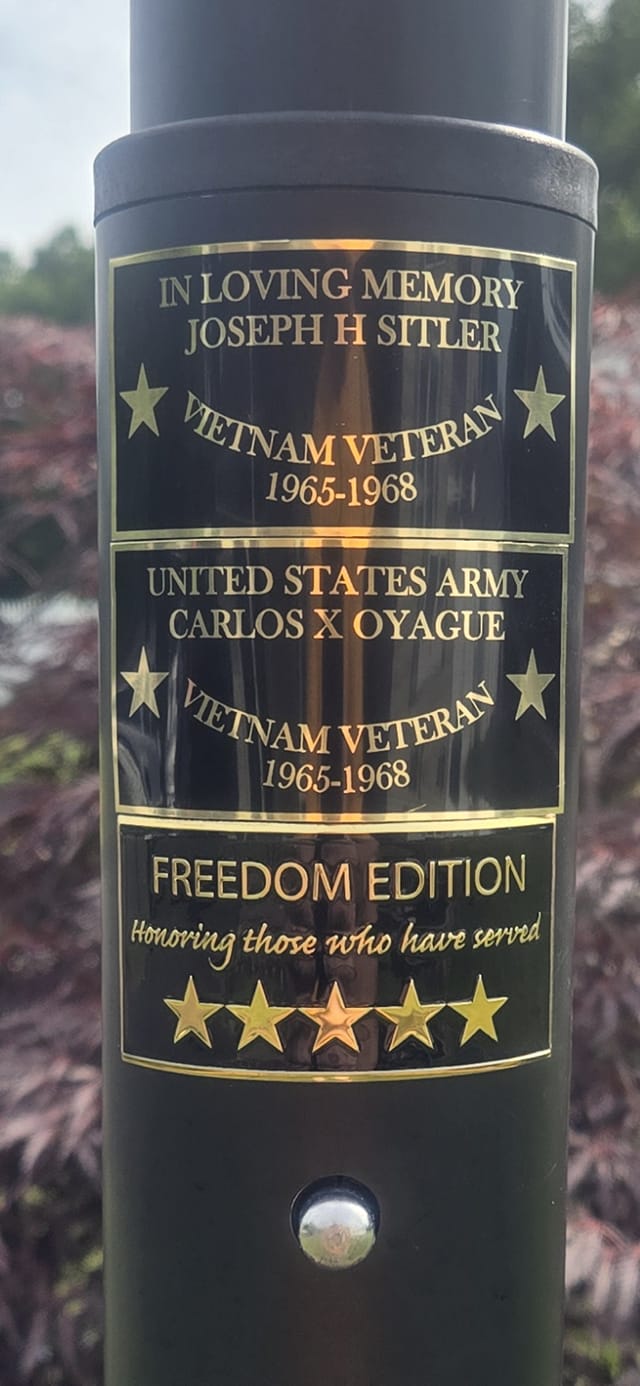 IN LOVING MEMORY
JOSEPH H SITLER
VIETNAM VETERAN
1965-1968
UNITED STATES ARMY
CARLOS X OYAGUE
VIETNAM VETERAN
1965-1968
FREEDOM EDITION
Honoring those who have served